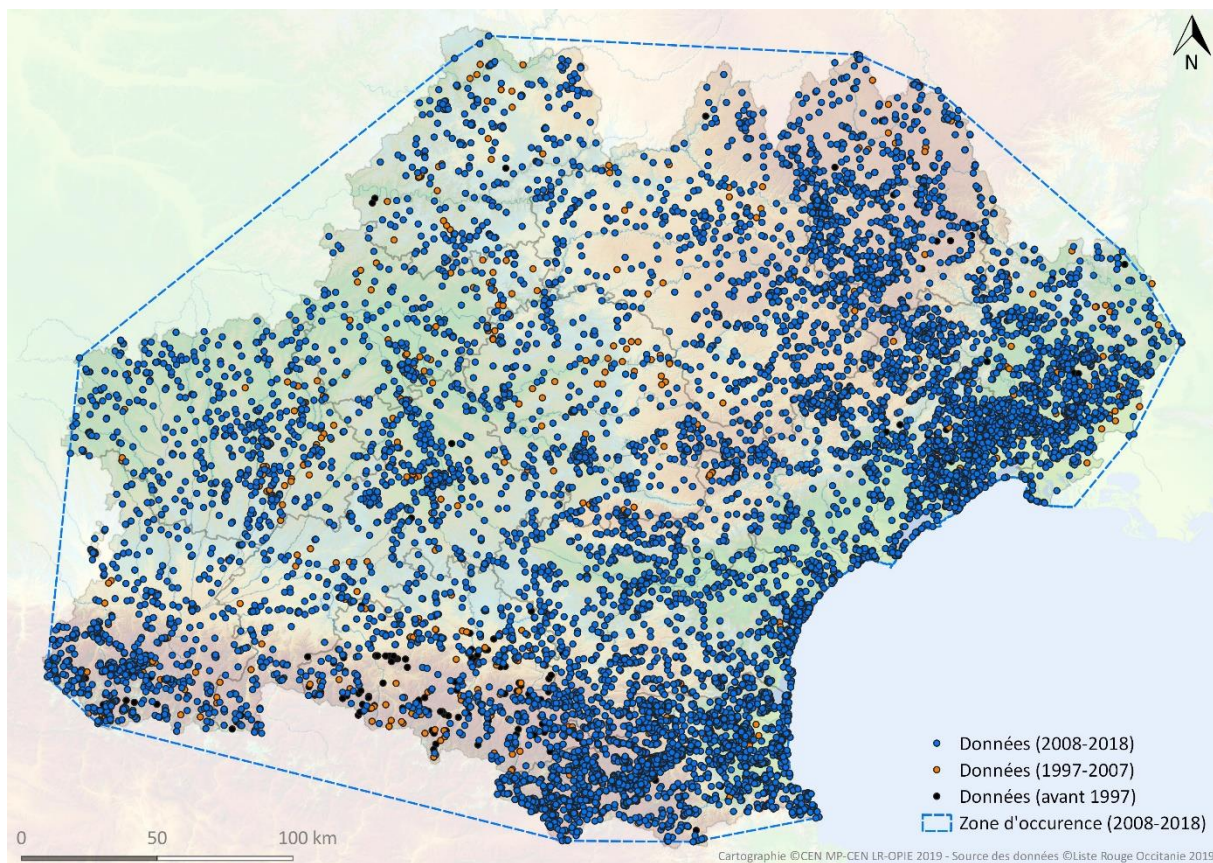 N
Données (2008-2018)
Données (1997-2007)
Données (avant 1997)
Zone d'occurence (2008-2018)
0 50 100 km
Cartographie ©CEN MP-CEN LR-OPIE 2019 - Source des données ©Liste Rouge Occitanie 2019